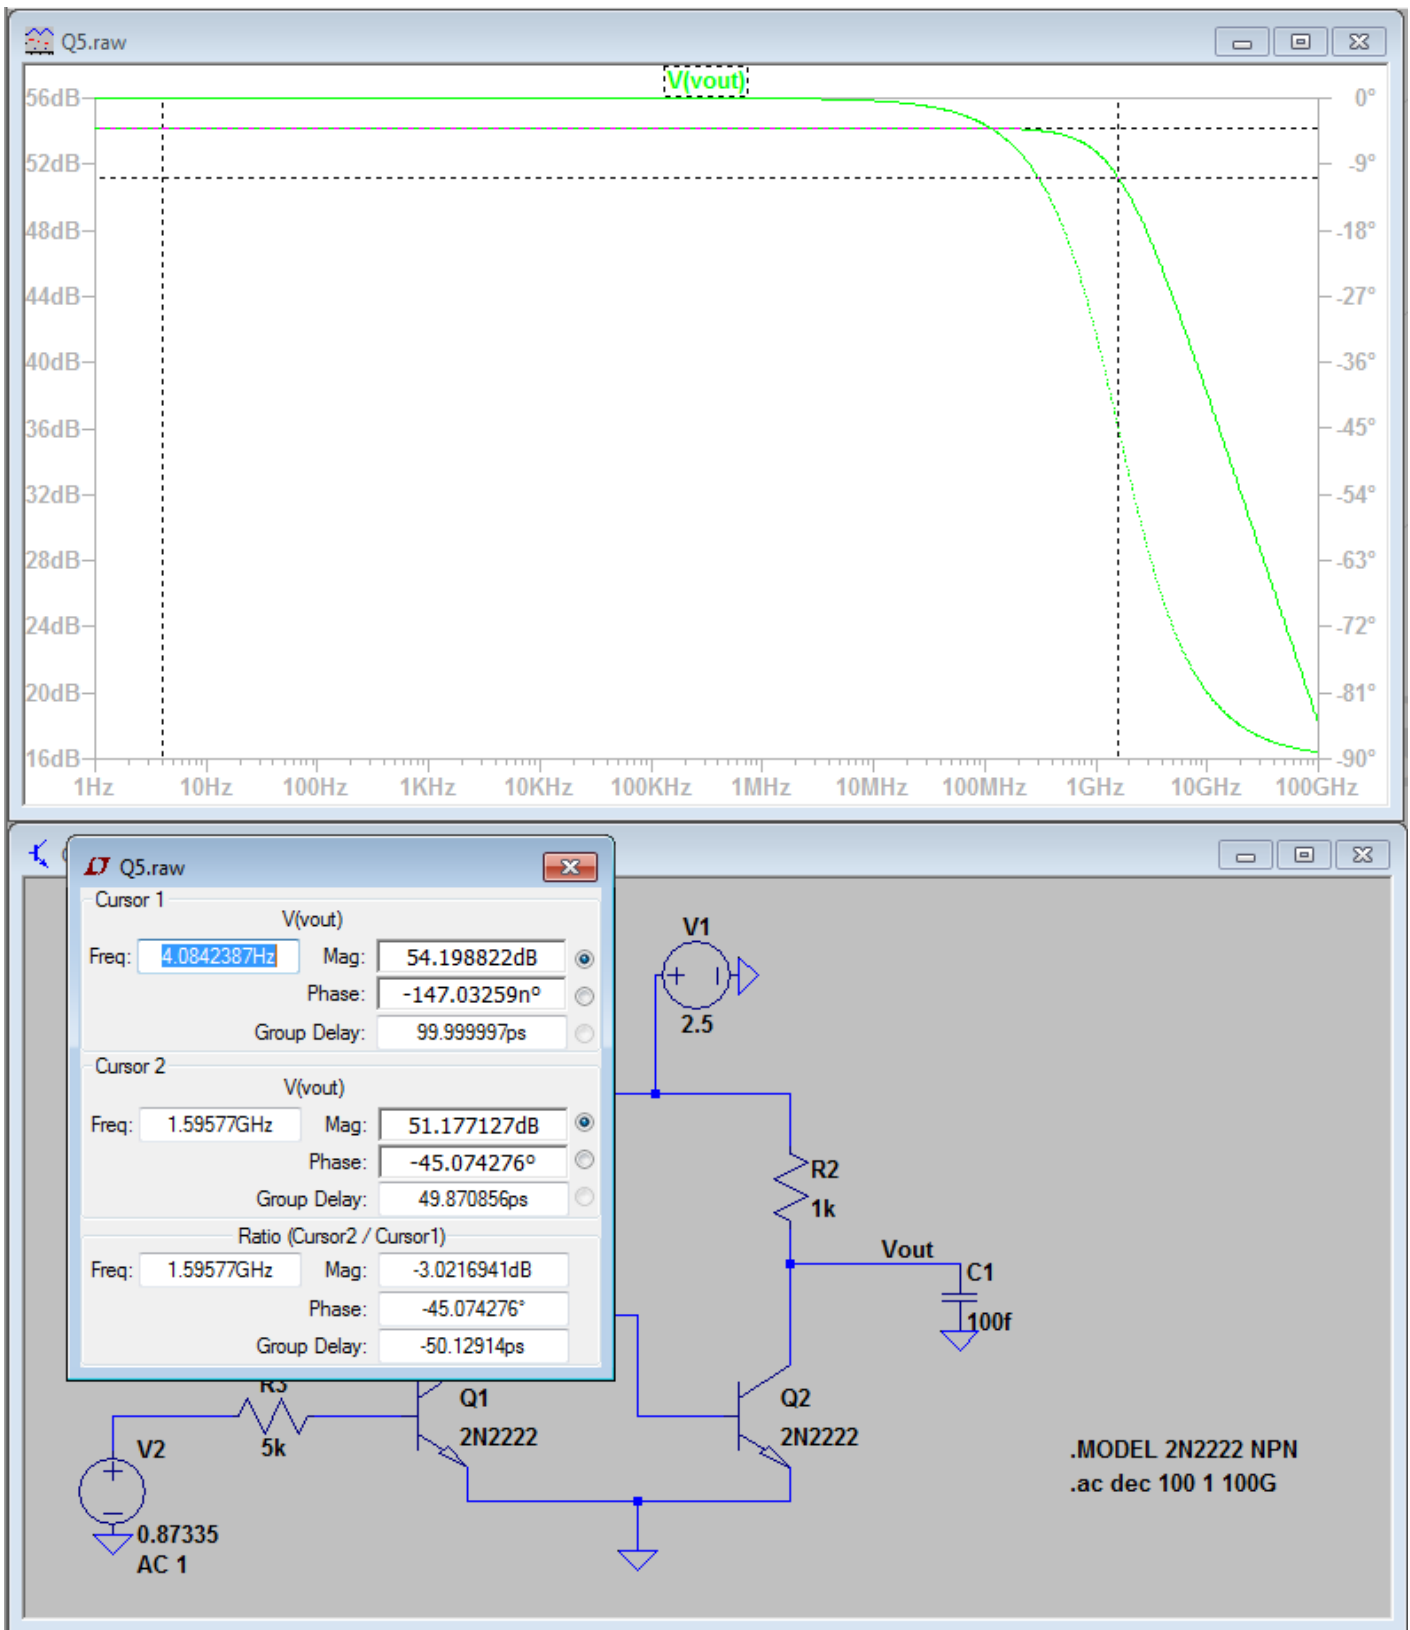 Q5.raw
V(vout)
56dB
52dB
48dB
44dB
40dB
36dB
32dB
28dB
24dB
20dB
16dB
0°
-9°
-18°
-27°
-36°
-45°
-54°
-63°
-72°
-81°
-90°
1Hz 10Hz 100Hz 1KHz 10KHz 100KHz 1MHz 10MHz 100MHz 1GHz 10GHz 100GHz
Q5.raw
Cursor 1
V(vout)
Freq: 4.0842387Hz Mag: 54.198822dB
Phase: -147.03259n°
Group Delay: 99.999997ps
Cursor 2
V(vout)
Freq: 1.59577GHz Mag: 51.177127dB
Phase: -45.074276°
Group Delay: 49.870856ps
Ratio (Cursor2 / Cursor1)
Freq: 1.59577GHz Mag: -3.0216941dB
Phase: -45.074276°
Group Delay: -50.12914ps
V1
2.5
R2
1k
Vout
C1
100f
R3
5k
Q1
2N2222
Q2
2N2222
V2
0.87335
AC 1
.MODEL 2N2222 NPN
.ac dec 100 1 100G